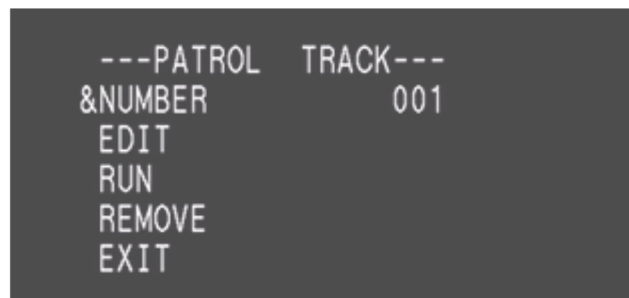 ---PATROL TRACK---
&NUMBER 001
EDIT
RUN
REMOVE
EXIT